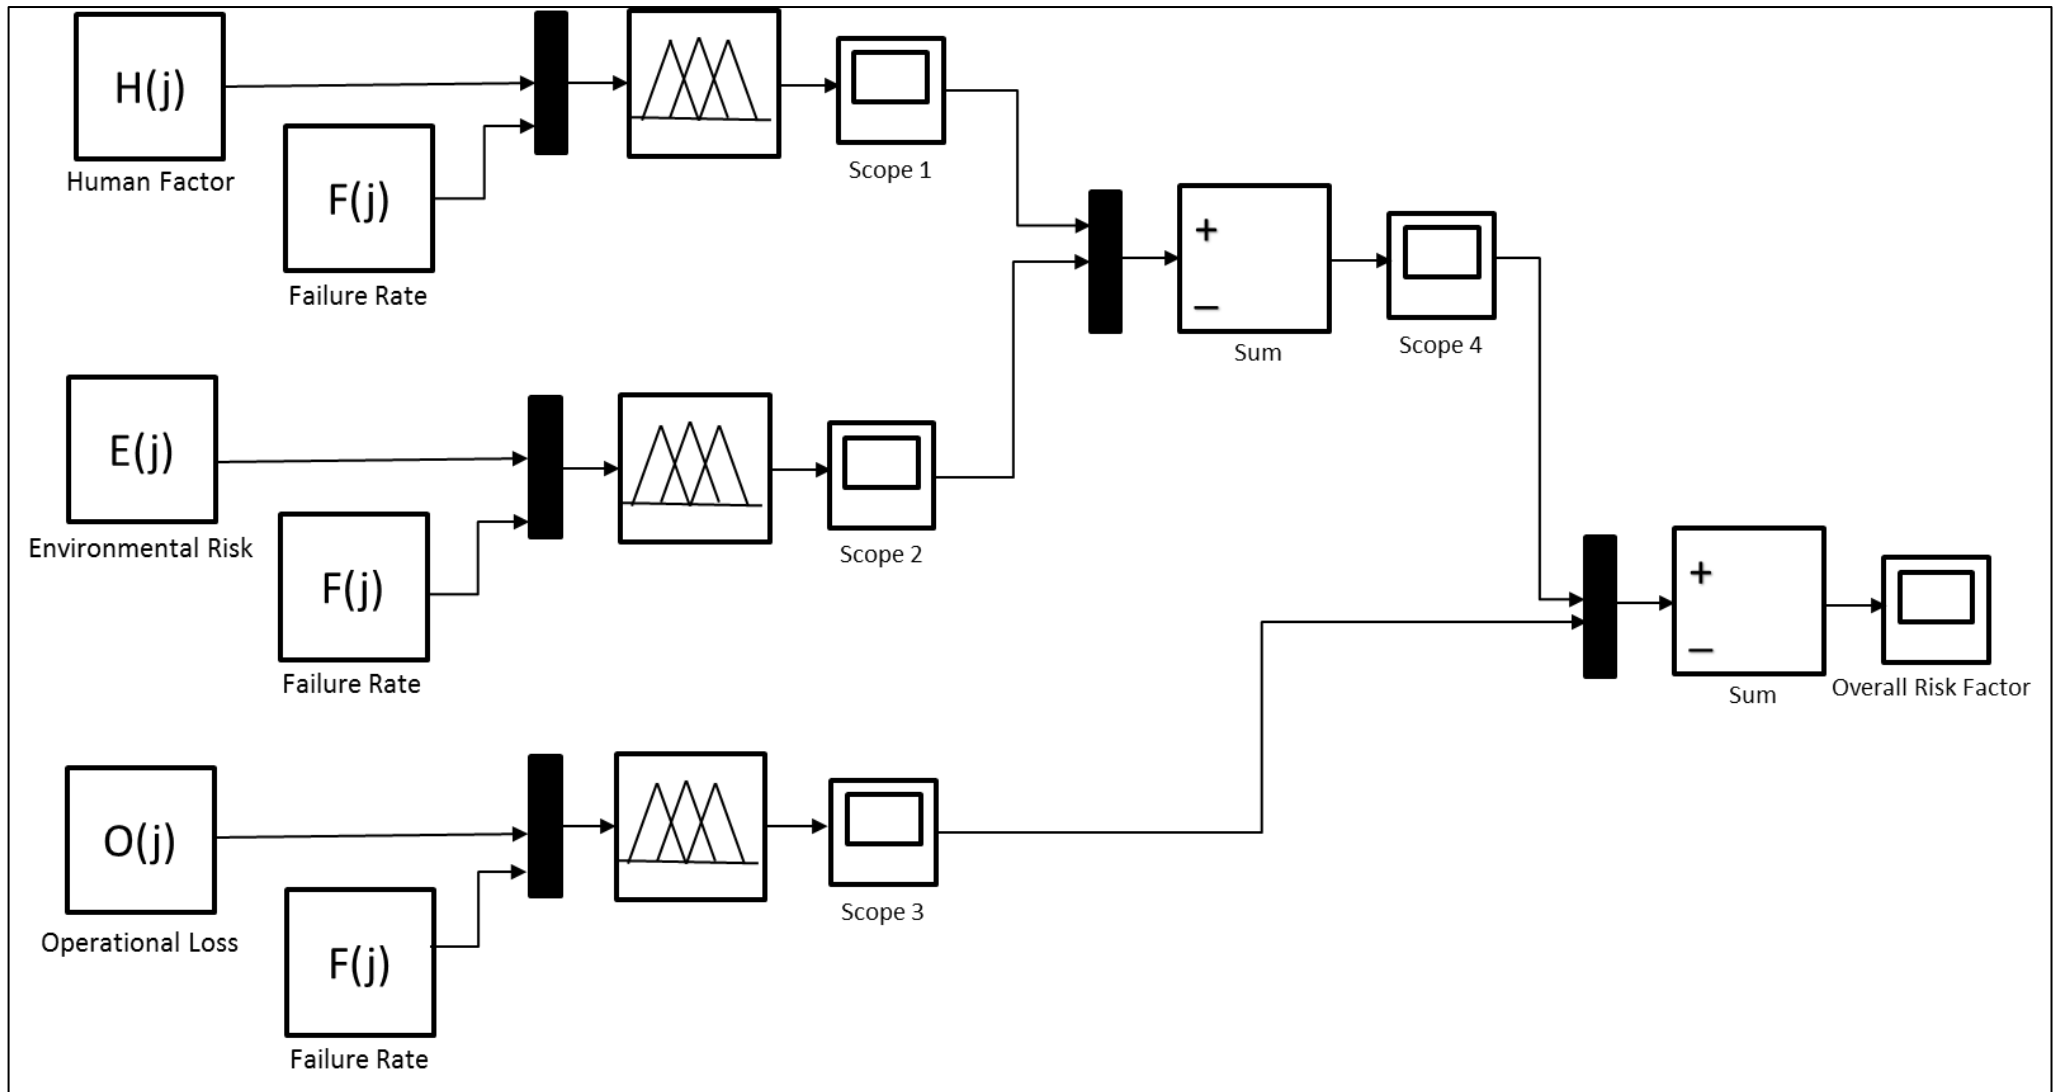 H(j)
Human Factor
F(j)
Failure Rate
Scope 1
+
–
Sum
Scope 4
E(j)
Environmental Risk
F(j)
Failure Rate
Scope 2
+
–
Sum
Overall Risk Factor
O(j)
Operational Loss
F(j)
Failure Rate
Scope 3